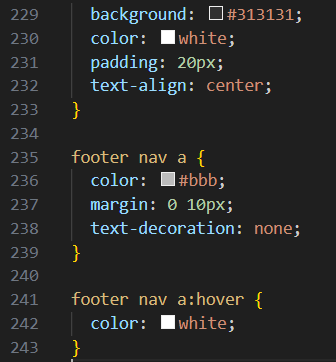 229 background: #313131;
230 color: white;
231 padding: 20px;
232 text-align: center;
233 }
234
235 footer nav a {
236 color: #bbb;
237 margin: 0 10px;
238 text-decoration: none;
239 }
240
241 footer nav a:hover {
242 color: white;
243 }